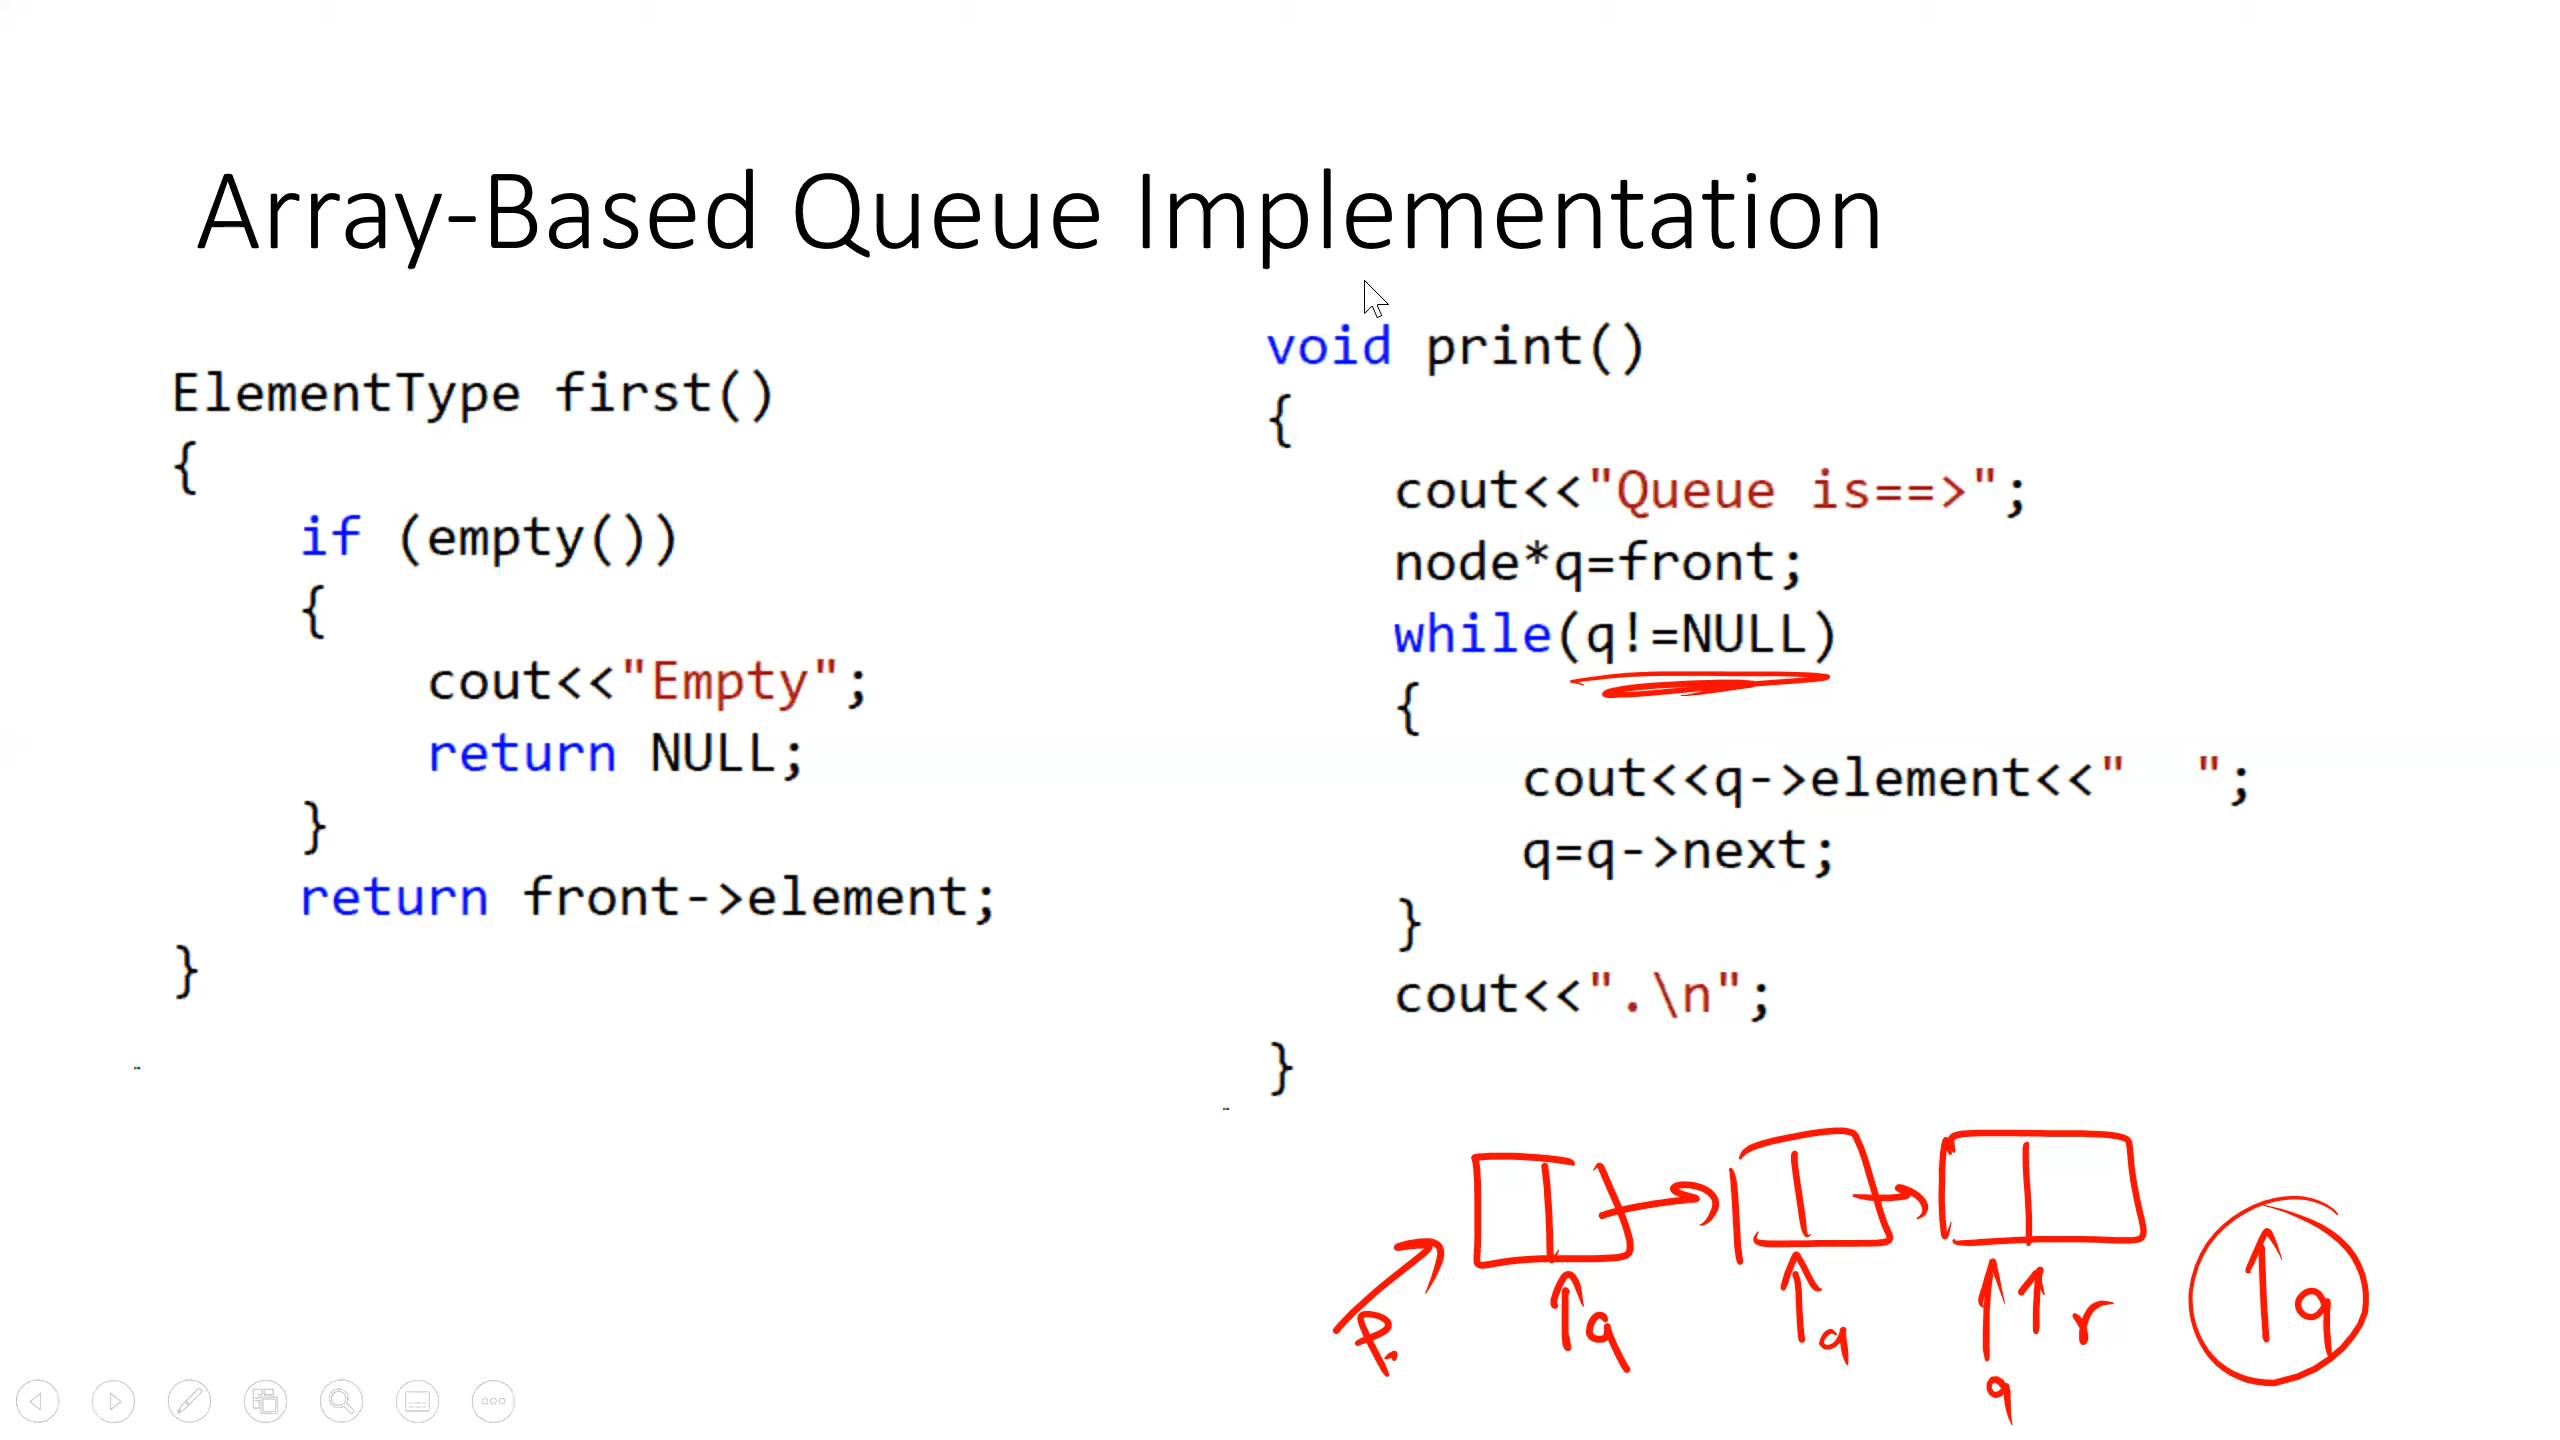 Array-Based Queue Implementation
ElementType first()
{
    if (empty())
    {
        cout<<"Empty";
        return NULL;
    }
    return front->element;
}
void print()
{
    cout<<"Queue is==>";
    node*q=front;
    while(q!=NULL)
    {
        cout<<q->element<<"  ";
        q=q->next;
    }
    cout<<".\n";
}
q
q
q
r
q